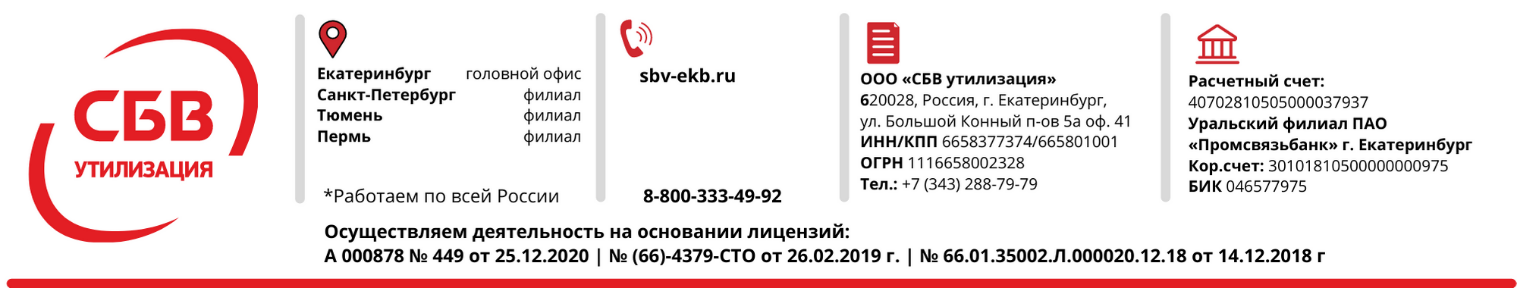 СБВ
УТИЛИЗАЦИЯ
Екатеринбург головной офис
Санкт-Петербург филиал
Тюмень филиал
Пермь филиал
*Работаем по всей России
sbv-ekb.ru
8-800-333-49-92
ООО «СБВ утилизация»
620028, Россия, г. Екатеринбург,
ул. Большой Конный п-ов 5а оф. 41
ИНН/КПП 6658377374/665801001
ОГРН 1116658002328
Тел.: +7 (343) 288-79-79
Расчетный счет:
40702810505000037937
Уральский филиал ПАО
«Промсвязьбанк» г. Екатеринбург
Кор.счет: 30101810500000000975
БИК 046577975
Осуществляем деятельность на основании лицензий:
А 000878 № 449 от 25.12.2020 | № (66)-4379-СТО от 26.02.2019 г. | № 66.01.35002.Л.000020.12.18 от 14.12.2018 г